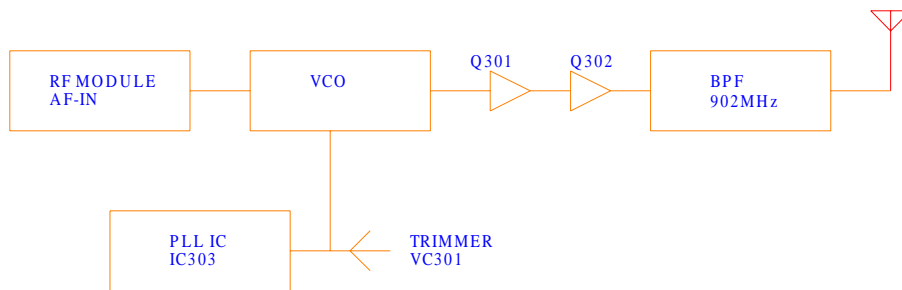 RF MODULE
AF-IN
VCO
Q301
Q302
BPF
902MHz
PLL IC
IC303
TRIMMER
VC301